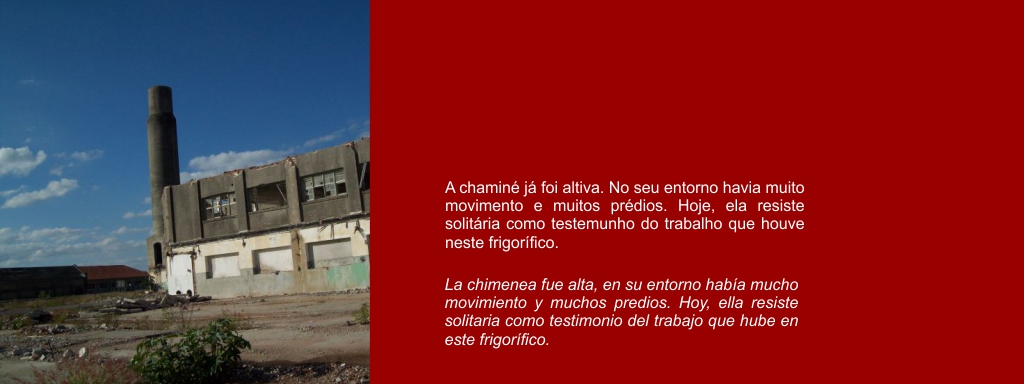 A chaminé já foi altiva. No seu entorno havia muito
movimento e muitos prédios. Hoje, ela resiste
solitária como testemunho do trabalho que houve
neste frigorífico.
La chimenea fue alta, en su entorno había mucho
movimiento y muchos predios. Hoy, ella resiste
solitaria como testimonio del trabajo que hube en
este frigorífico.